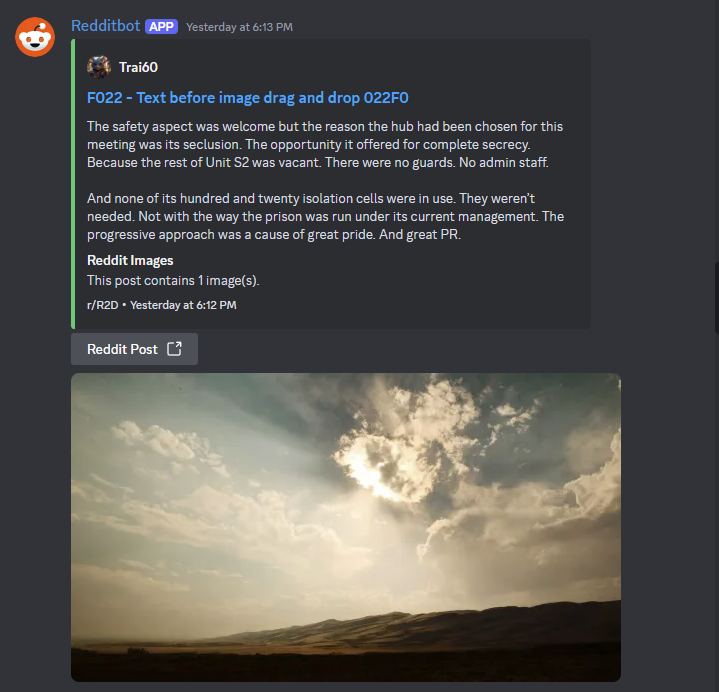 Redditbot APP Yesterday at 6:13 PM
Trai60
F022 - Text before image drag and drop 022F0
The safety aspect was welcome but the reason the hub had been chosen for this
meeting was its seclusion. The opportunity it offered for complete secrecy.
Because the rest of Unit S2 was vacant. There were no guards. No admin staff.
And none of its hundred and twenty isolation cells were in use. They weren't
needed. Not with the way the prison was run under its current management. The
progressive approach was a cause of great pride. And great PR.
Reddit Images
This post contains 1 image(s).
r/R2D • Yesterday at 6:12 PM
Reddit Post